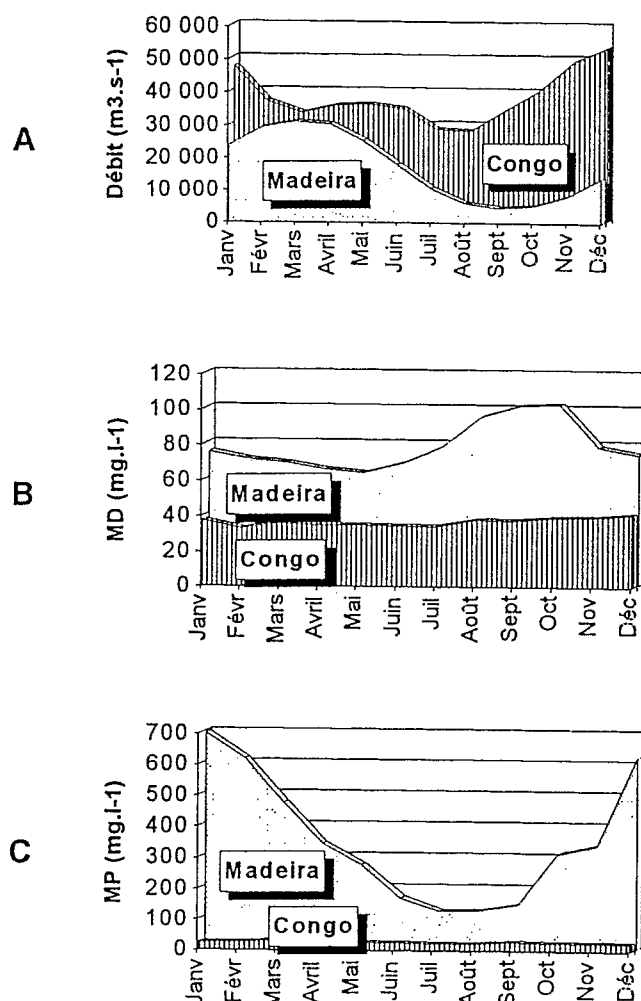 A
Débit (m3.s-1)
60 000
50 000
40 000
30 000
20 000
10 000
0
Madeira
Congo
Janv
Févr
Mars
Avril
Mai
Juin
Juil
Août
Sept
Oct
Nov
Déc
B
MD (mg.l-1)
120
100
80
60
40
20
0
Madeira
Congo
Janv
Févr
Mars
Avril
Mai
Juin
Juil
Août
Sept
Oct
Nov
Déc
C
MP (mg.l-1)
700
600
500
400
300
200
100
0
Madeira
Congo
Janv
Févr
Mars
Avril
Mai
Juin
Juil
Août
Sept
Oct
Nov
Déc